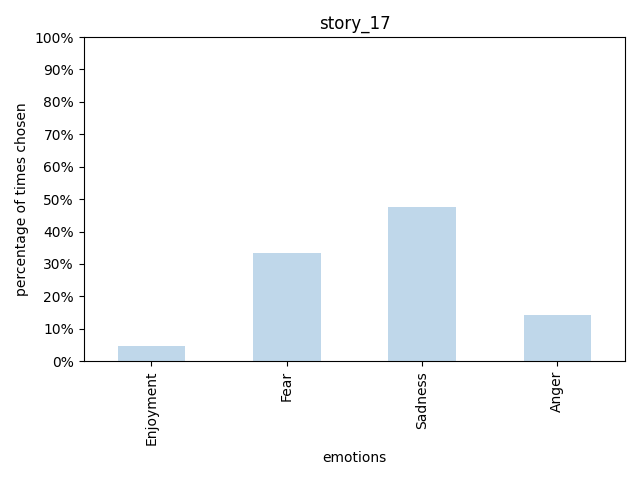 story_17
100%
90%
80%
70%
60%
50%
40%
30%
20%
10%
0%
percentage of times chosen
Enjoyment
Fear
Sadness
Anger
emotions